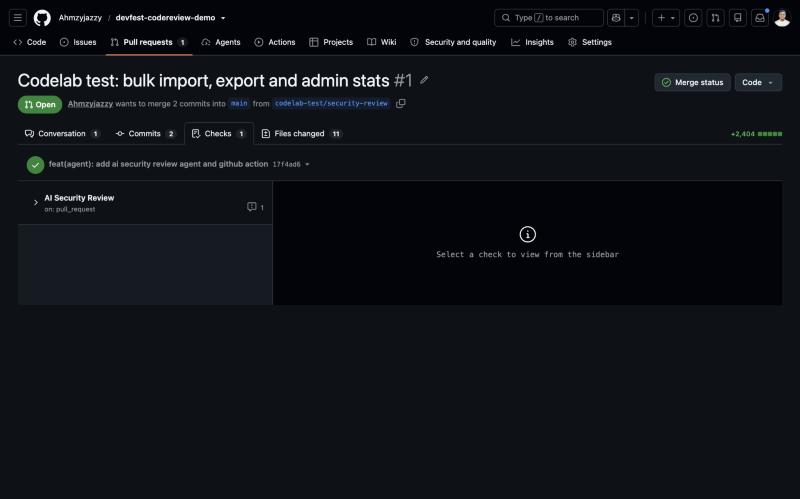 Ahmzyjazzy / devfest-codereview-demo
Type / to search
Code
Issues
Pull requests 1
Agents
Actions
Projects
Wiki
Security and quality
Insights
Settings
Codelab test: bulk import, export and admin stats #1
Merge status
Code
Open
Ahmzyjazzy wants to merge 2 commits into main from codelab-test/security-review
Conversation 1
Commits 2
Checks 1
Files changed 11
+2,404
feat(agent): add ai security review agent and github action 17f4ad6
AI Security Review
on: pull_request
1
Select a check to view from the sidebar